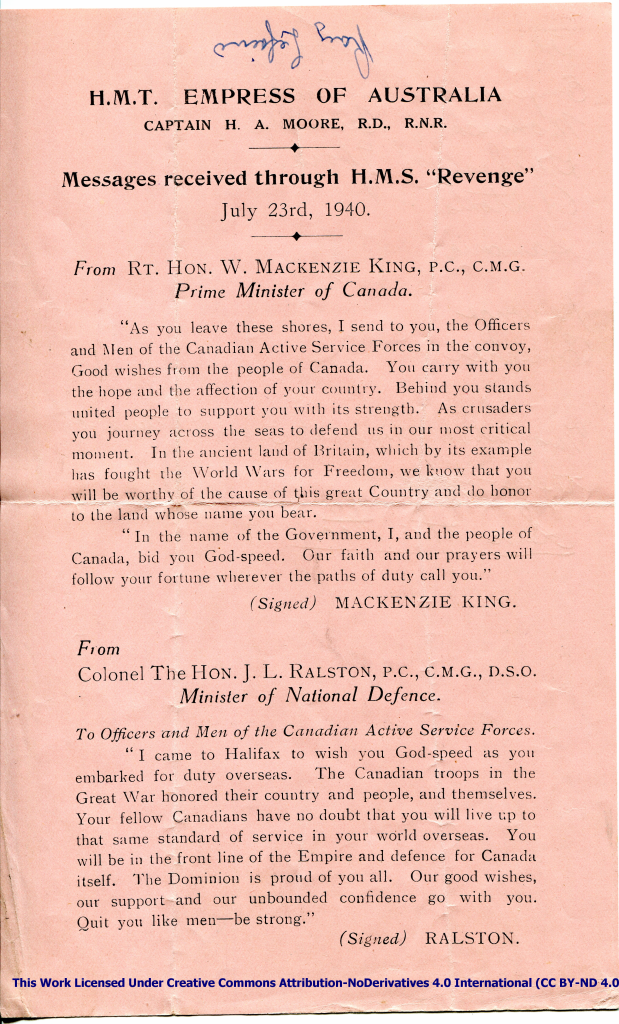 Ray
H.M.T. EMPRESS OF AUSTRALIA
CAPTAIN H. A. MOORE, R.D., R.N.R.
Messages received through H.M.S. “Revenge”
July 23rd, 1940.
From RT. HON. W. MACKENZIE KING, P.C., C.M.G.
Prime Minister of Canada.
“As you leave these shores, I send to you, the Officers
and Men of the Canadian Active Service Forces in the convoy,
Good wishes from the people of Canada. You carry with you
the hope and the affection of your country. Behind you stands
united people to support you with its strength. As crusaders
you journey across the seas to defend us in our most critical
moment. In the ancient land of Britain, which by its example
has fought the World Wars for Freedom, we know that you
will be worthy of the cause of this great Country and do honor
to the land whose name you bear.
“In the name of the Government, I, and the people of
Canada, bid you God-speed. Our faith and our prayers will
follow your fortune wherever the paths of duty call you.”
(Signed) MACKENZIE KING.
From
Colonel The HON. J. L. RALSTON, P.C., C.M.G., D.S.O.
Minister of National Defence.
To Officers and Men of the Canadian Active Service Forces.
“I came to Halifax to wish you God-speed as you
embarked for duty overseas. The Canadian troops in the
Great War honored their country and people, and themselves.
Your fellow Canadians have no doubt that you will live up to
that same standard of service in your world overseas. You
will be in the front line of the Empire and defence for Canada
itself. The Dominion is proud of you all. Our good wishes,
our support and our unbounded confidence go with you.
Quit you like men—be strong.”
(Signed) RALSTON.
This Work Licensed Under Creative Commons Attribution-NoDerivatives 4.0 International (CC BY-ND 4.0